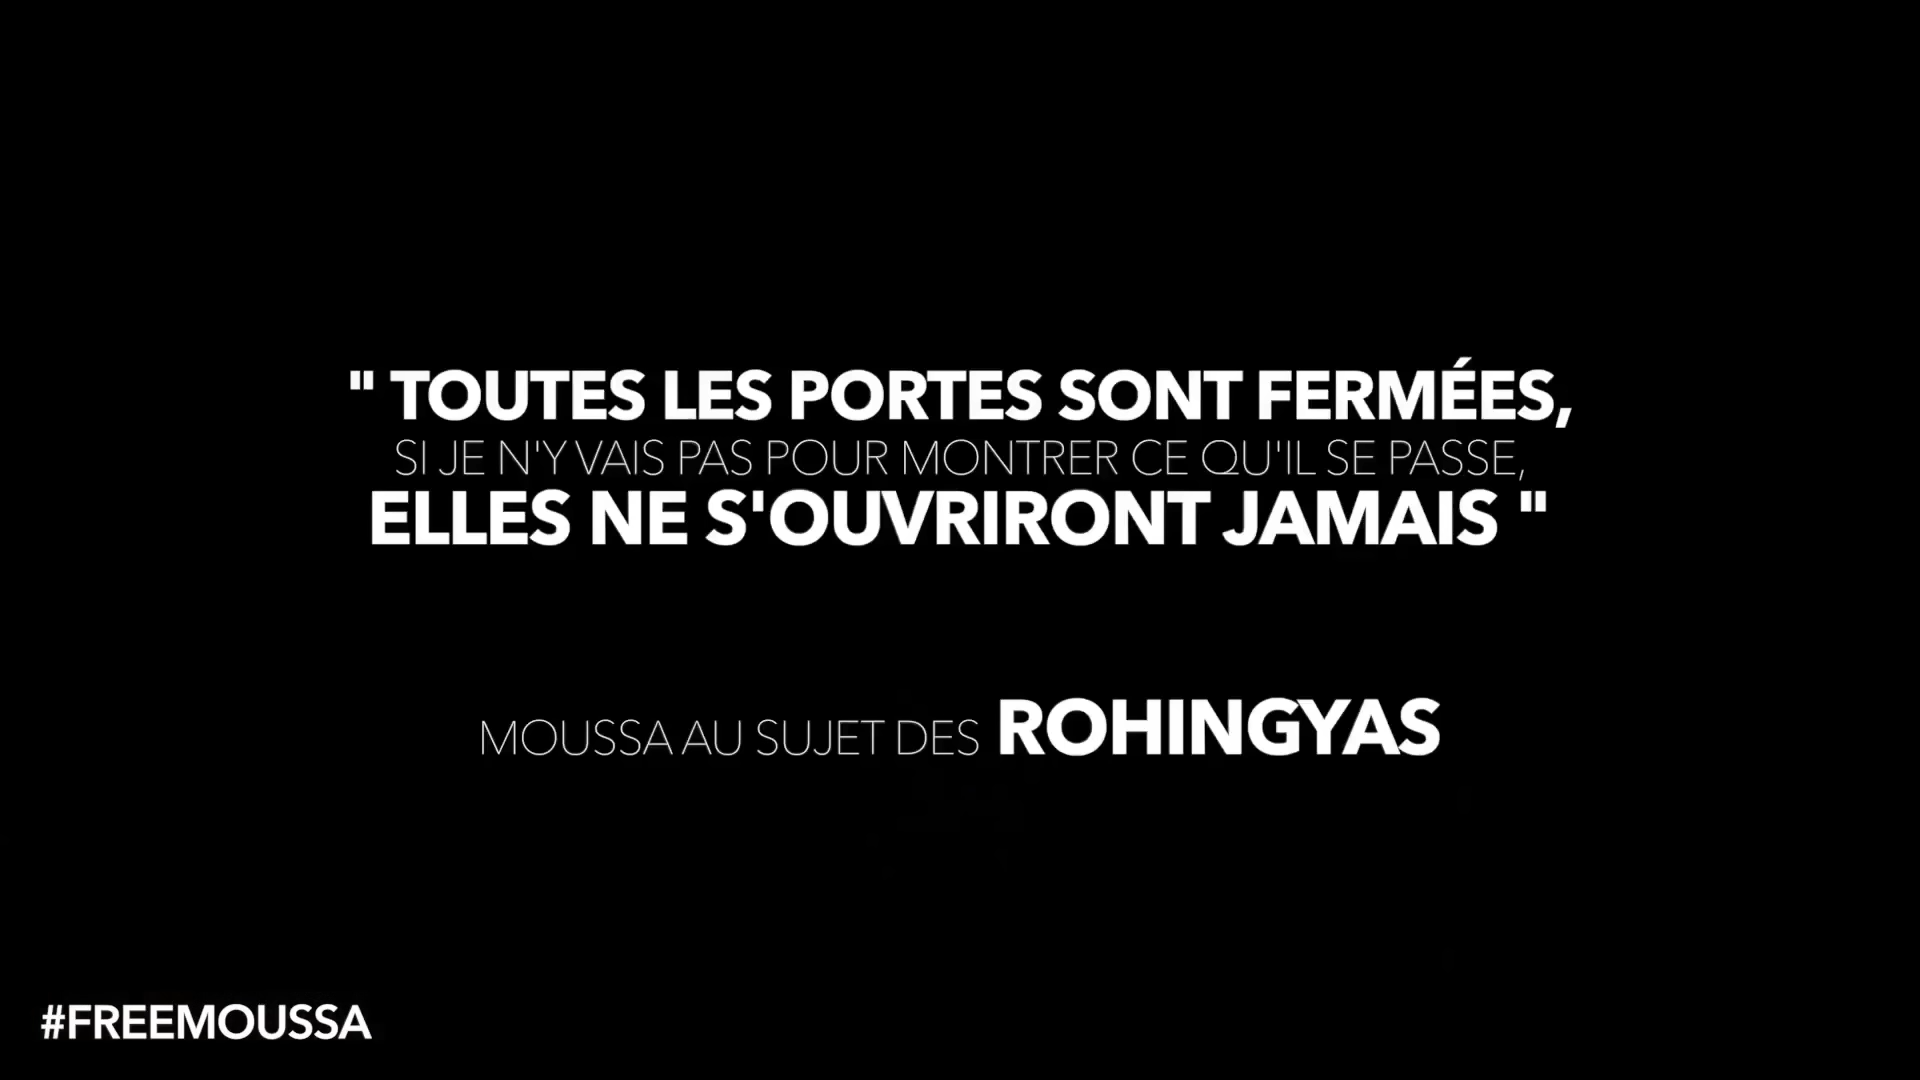 " TOUTES LES PORTES SONT FERMÉES,
SI JE N'Y VAIS PAS POUR MONTRER CE QU'IL SE PASSE,
ELLES NE S'OUVRIRONT JAMAIS "
MOUSSA AU SUJET DES ROHINGYAS
#FREEMOUSSA